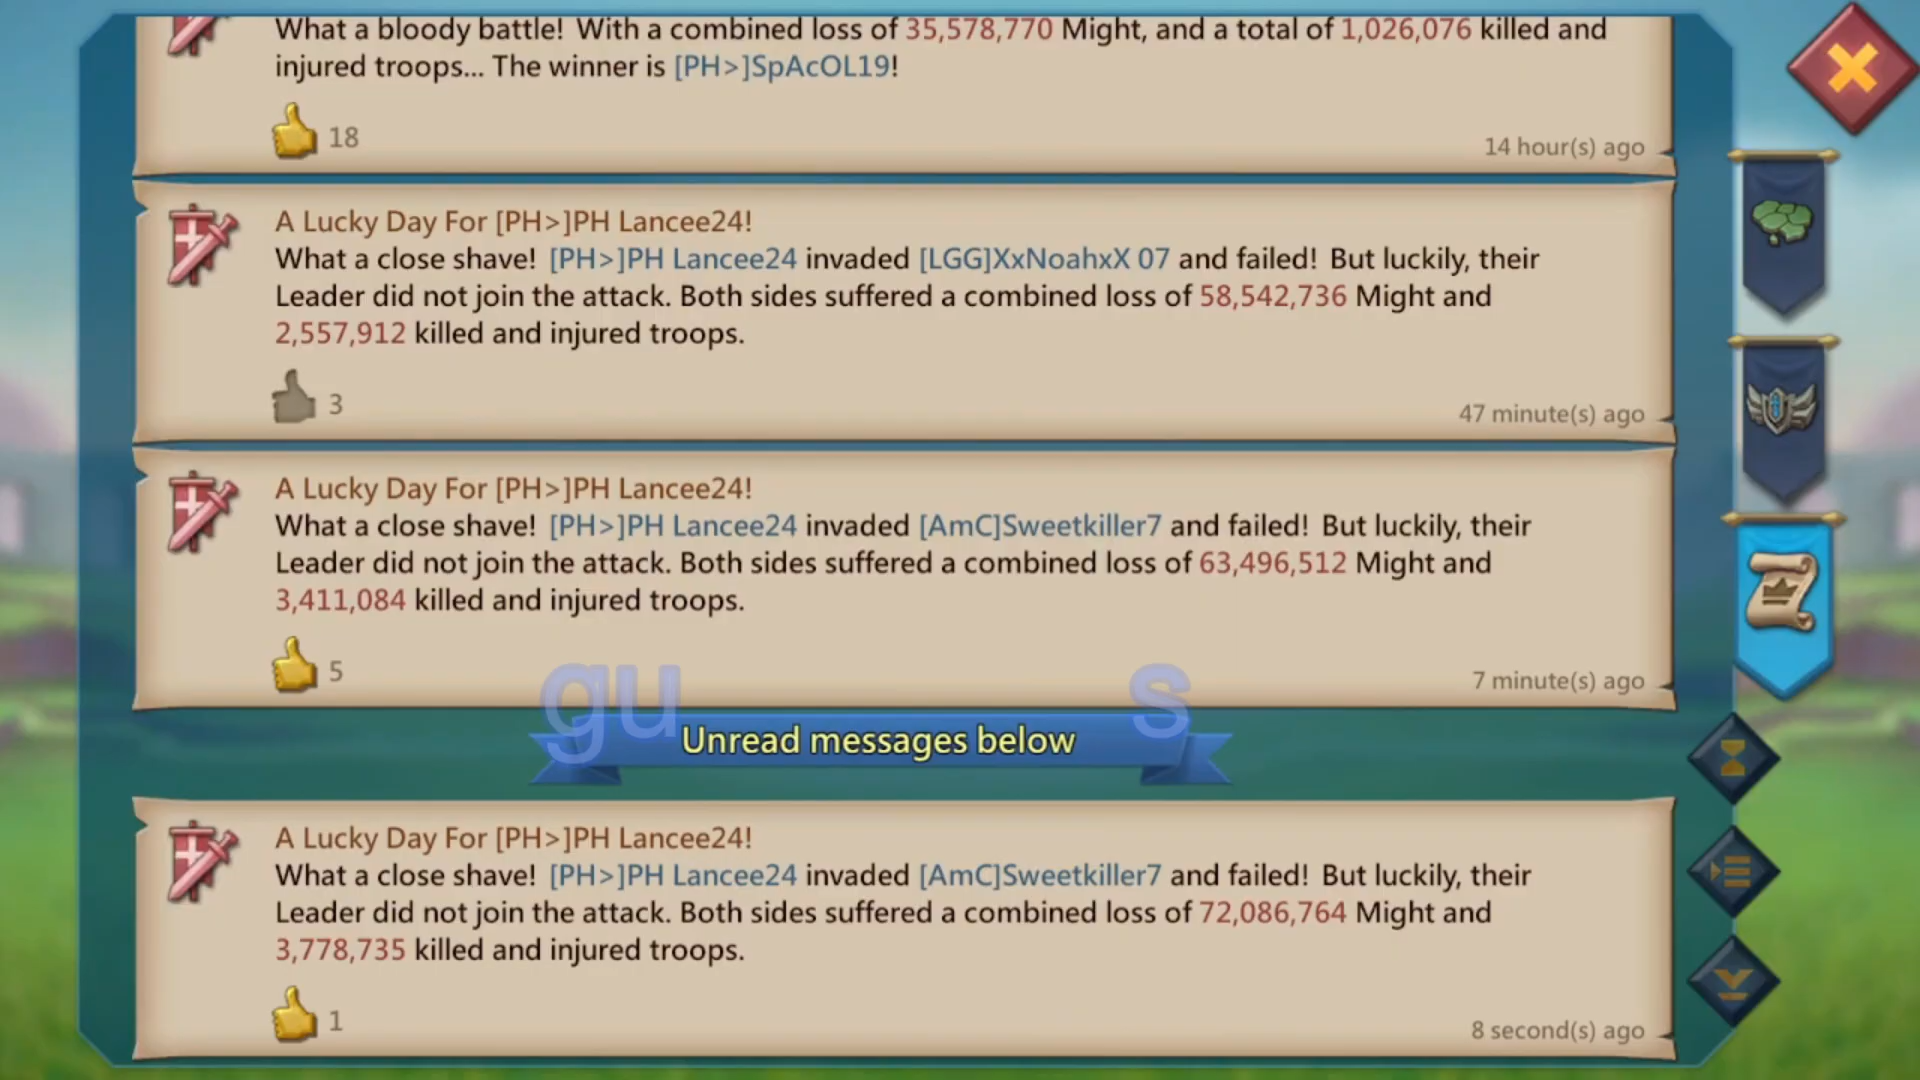 What a bloody battle! With a combined loss of 35,578,770 Might, and a total of 1,026,076 killed and
injured troops... The winner is [PH>]SpAcOL19!
18
14 hour(s) ago
A Lucky Day For [PH>]PH Lancee24!
What a close shave! [PH>]PH Lancee24 invaded [LGG]XxNoahxX 07 and failed! But luckily, their
Leader did not join the attack. Both sides suffered a combined loss of 58,542,736 Might and
2,557,912 killed and injured troops.
3
47 minute(s) ago
A Lucky Day For [PH>]PH Lancee24!
What a close shave! [PH>]PH Lancee24 invaded [AmC]Sweetkiller7 and failed! But luckily, their
Leader did not join the attack. Both sides suffered a combined loss of 63,496,512 Might and
3,411,084 killed and injured troops.
5
7 minute(s) ago
gu s
Unread messages below
A Lucky Day For [PH>]PH Lancee24!
What a close shave! [PH>]PH Lancee24 invaded [AmC]Sweetkiller7 and failed! But luckily, their
Leader did not join the attack. Both sides suffered a combined loss of 72,086,764 Might and
3,778,735 killed and injured troops.
1
8 second(s) ago